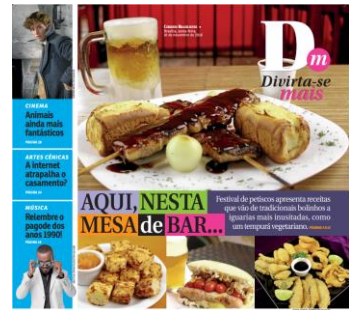 CORREIO BRAZILIENSE
Dm
Divirta-se
mais
CINEMA
Animais
ainda mais
fantásticos
ARTES CÊNICAS
A internet
atrapalha o
casamento?
MÚSICA
Relembre o
pagode dos
anos 1990!
AQUI, NESTA
MESA de BAR...
Festival de petiscos apresenta receitas
que vão de tradicionais bolinhos a
iguarias mais inusitadas, como
um tempurá vegetariano.